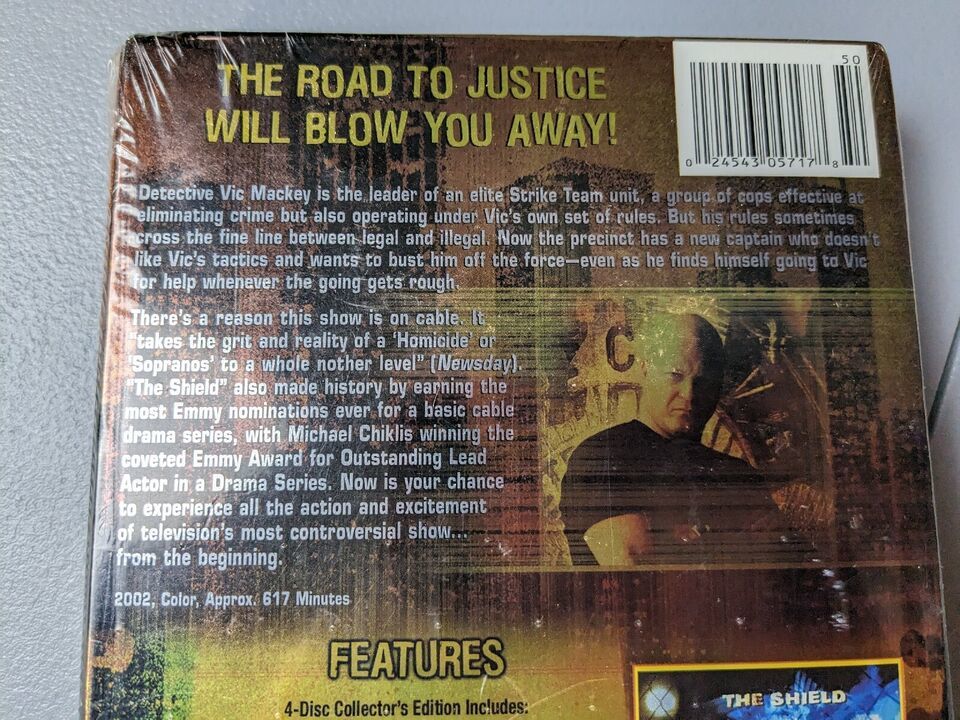 THE ROAD TO JUSTICE
WILL BLOW YOU AWAY!
50
0 24543 05717 8
Detective Vic Mackey is the leader of an elite Strike Team unit, a group of cops effective at
eliminating crime but also operating under Vic's own set of rules. But his rules sometimes
cross the fine line between legal and illegal. Now the precinct has a new captain who doesn't
like Vic's tactics and wants to bust him off the force—even as he finds himself going to Vic
for help whenever the going gets rough.
There's a reason this show is on cable. It
"takes the grit and reality of a 'Homicide' or
'Sopranos' to a whole nother level" (Newsday).
"The Shield" also made history by earning the
most Emmy nominations ever for a basic cable
drama series, with Michael Chiklis winning the
coveted Emmy Award for Outstanding Lead
Actor in a Drama Series. Now is your chance
to experience all the action and excitement
of television's most controversial show...
from the beginning.
C
2002, Color, Approx. 617 Minutes
FEATURES
4-Disc Collector's Edition Includes:
THE SHIELD